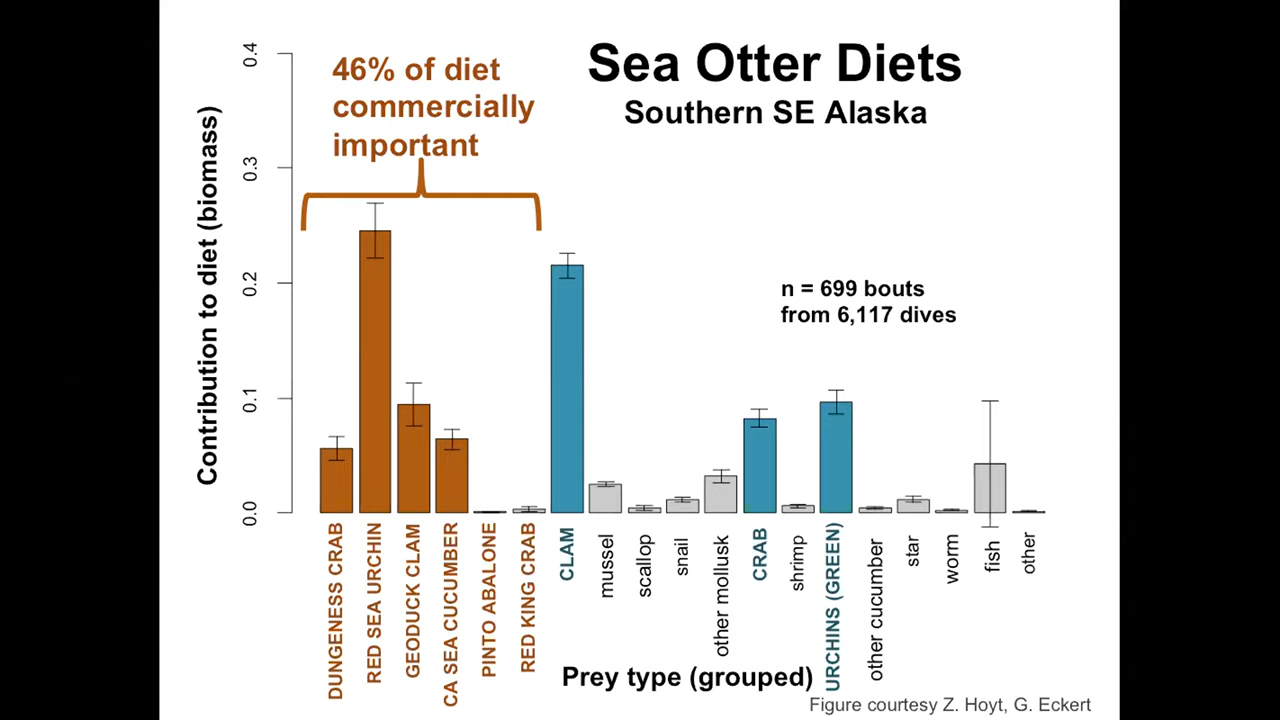 Sea Otter Diets
Southern SE Alaska
46% of diet
commercially
important
n = 699 bouts
from 6,117 dives
Contribution to diet (biomass)
0.4
0.3
0.2
0.1
0.0
DUNGENESS CRAB
RED SEA URCHIN
GEODUCK CLAM
CA SEA CUCUMBER
PINTO ABALONE
RED KING CRAB
CLAM
mussel
scallop
snail
other mollusk
CRAB
shrimp
URCHINS (GREEN)
other cucumber
star
worm
fish
other
Prey type (grouped)
Figure courtesy Z. Hoyt, G. Eckert